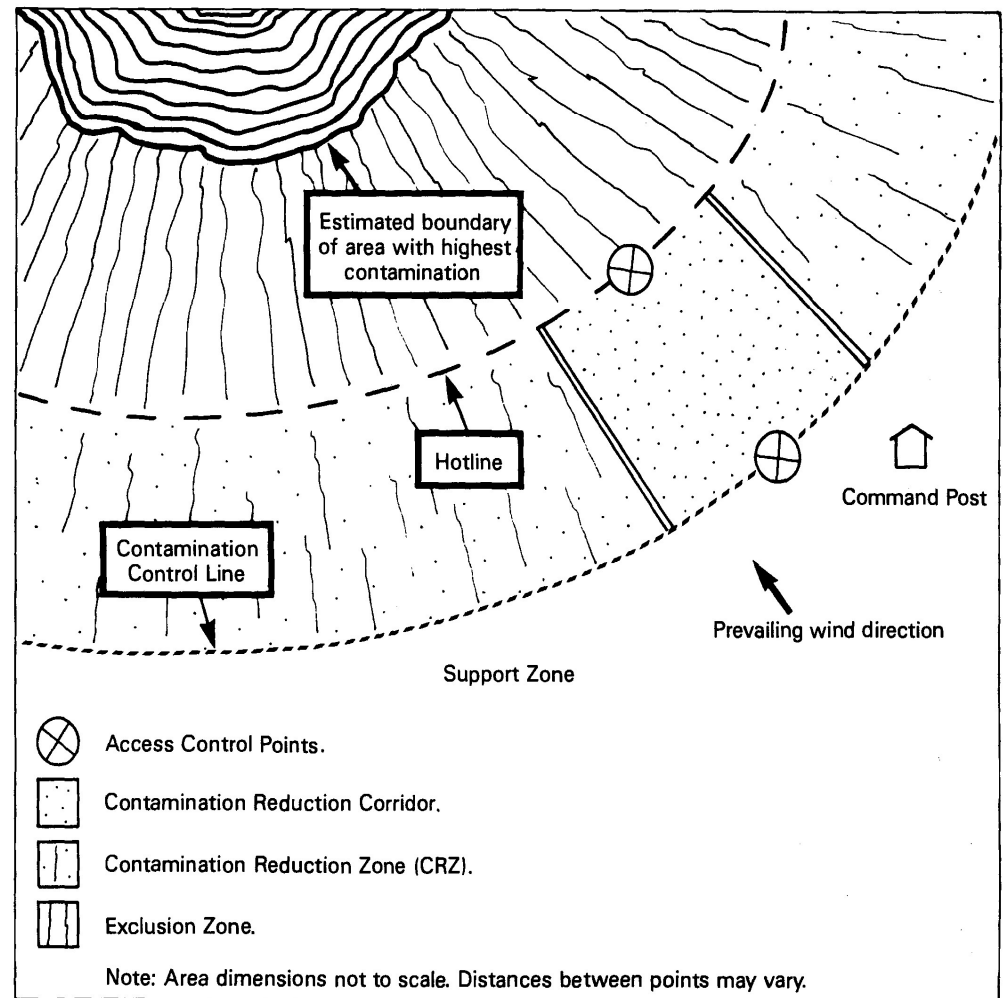 Estimated boundary
of area with highest
contamination
Hotline
Command Post
Contamination
Control Line
Prevailing wind direction
Support Zone
Access Control Points.
Contamination Reduction Corridor.
Contamination Reduction Zone (CRZ).
Exclusion Zone.
Note: Area dimensions not to scale. Distances between points may vary.